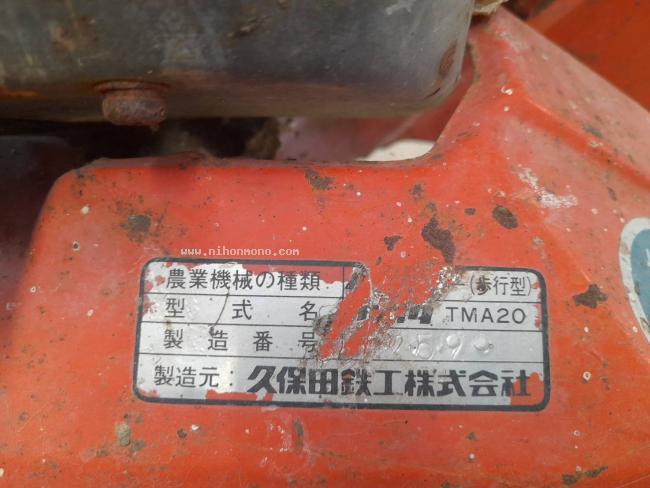 www.nihonmono.com
農業機械の種類 (歩行型)
型式名 TMA20
製造番号
製造元：久保田鉄工株式会社